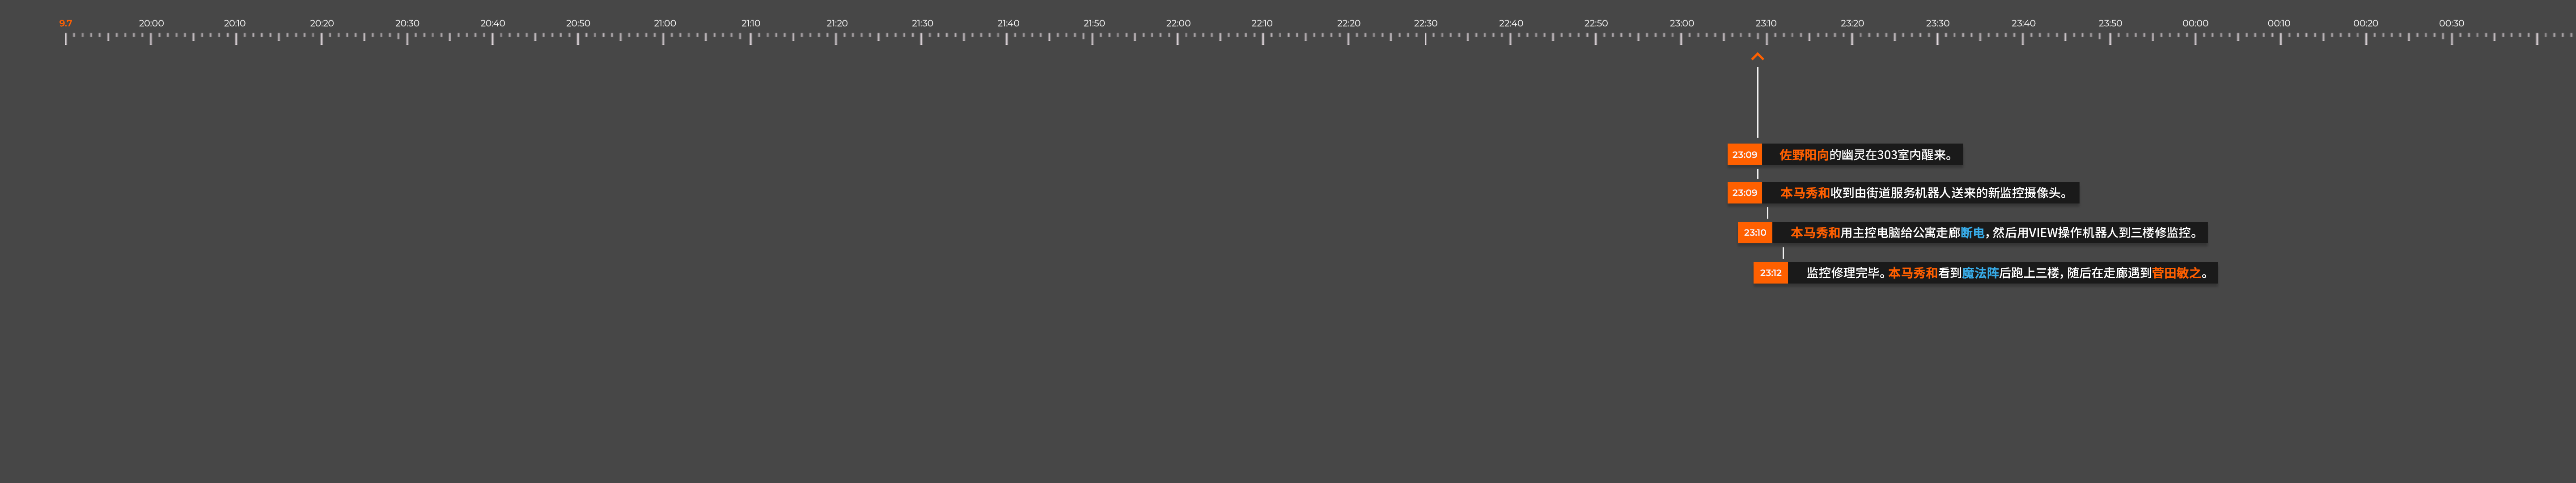 9.7 20:00 20:10 20:20 20:30 20:40 20:50 21:00 21:10 21:20 21:30 21:40 21:50 22:00 22:10 22:20 22:30 22:40 22:50 23:00 23:10 23:20 23:30 23:40 23:50 00:00 00:10 00:20 00:30
23:09 佐野阳向的幽灵在303室内醒来。
23:09 本马秀和收到由街道服务机器人送来的新监控摄像头。
23:10 本马秀和用主控电脑给公寓走廊断电，然后用VIEW操作机器人到三楼修监控。
23:12 监控修理完毕。本马秀和看到魔法阵后跑上三楼，随后在走廊遇到菅田敏之。